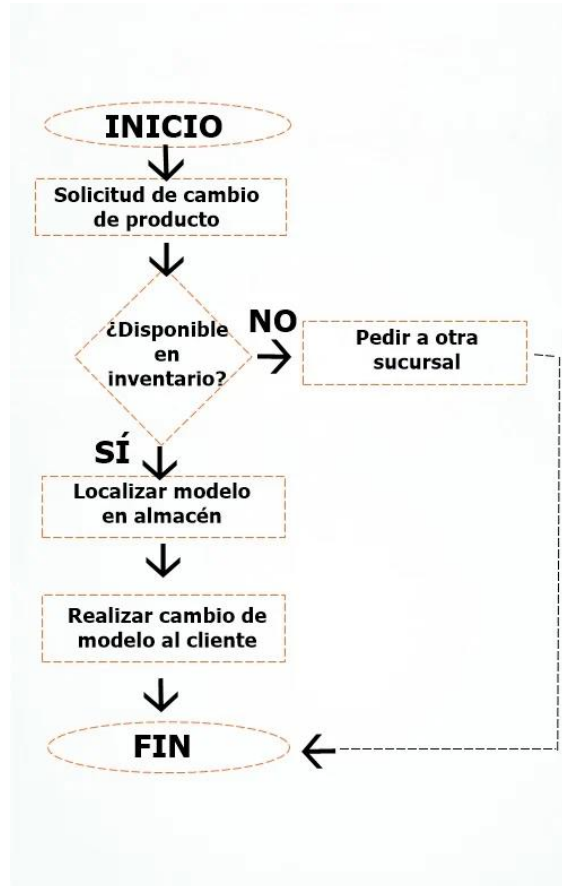 INICIO
Solicitud de cambio
de producto
¿Disponible
en
inventario?
NO
Pedir a otra
sucursal
SÍ
Localizar modelo
en almacén
Realizar cambio de
modelo al cliente
FIN